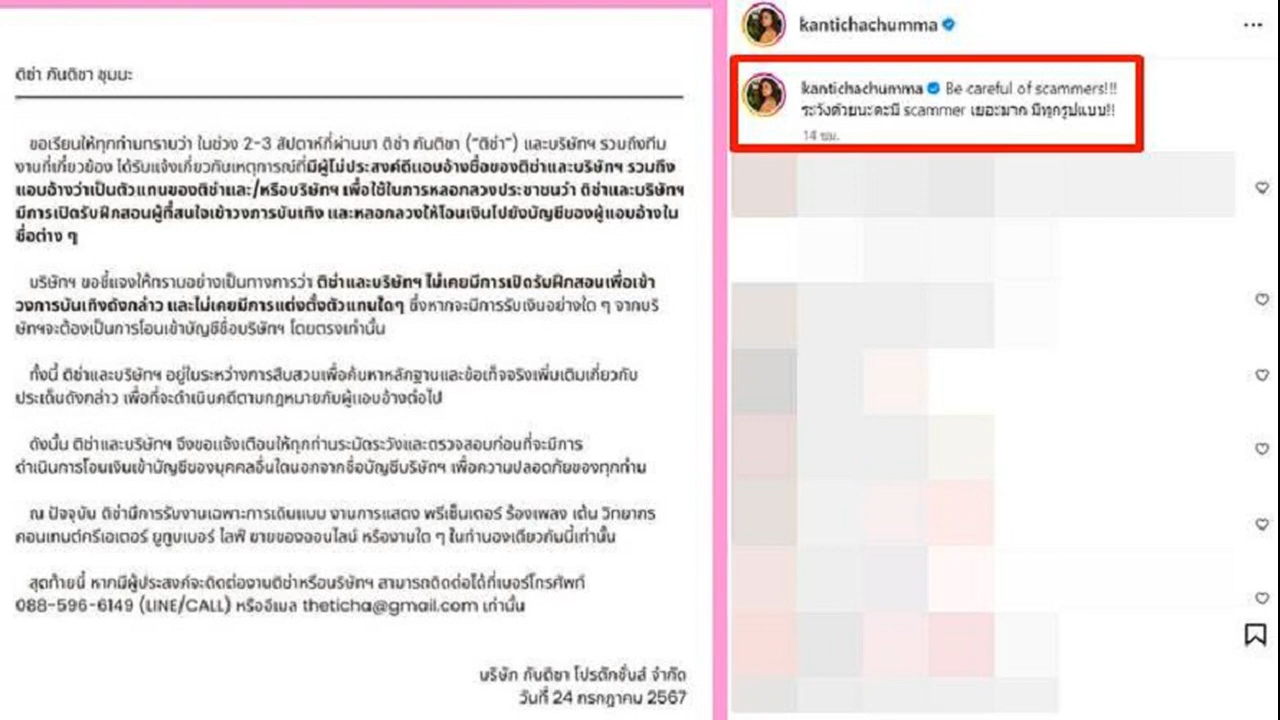 ติช่า กันติชา ชุมมะ
ขอเรียนให้ทุกท่านทราบว่า ในช่วง 2-3 สัปดาห์ที่ผ่านมา ติช่า กันติชา ("ติช่า") และบริษัทฯ รวมถึงทีม
งานที่เกี่ยวข้อง ได้รับแจ้งเกี่ยวกับเหตุการณ์ที่มีผู้ไม่ประสงค์ดีแอบอ้างชื่อของติช่าและบริษัทฯ รวมถึง
แอบอ้างว่าเป็นตัวแทนของติช่าและ/หรือบริษัทฯ เพื่อใช้ในการหลอกลวงประชาชนว่า ติช่าและบริษัทฯ
มีการเปิดรับฝึกสอนผู้ที่สนใจเข้าวงการบันเทิง และหลอกลวงให้โอนเงินไปยังบัญชีของผู้แอบอ้างใน
ชื่อต่าง ๆ
บริษัทฯ ขอชี้แจงให้ทราบอย่างเป็นทางการว่า ติช่าและบริษัทฯ ไม่เคยมีการเปิดรับฝึกสอนเพื่อเข้า
วงการบันเทิงดังกล่าว และไม่เคยมีการแต่งตั้งตัวแทนใดๆ ซึ่งหากจะมีการรับเงินอย่างใด ๆ จากบริ
ษัทฯจะต้องเป็นการโอนเข้าบัญชีชื่อบริษัทฯ โดยตรงเท่านั้น
ทั้งนี้ ติช่าและบริษัทฯ อยู่ในระหว่างการสืบสวนเพื่อค้นหาหลักฐานและข้อเท็จจริงเพิ่มเติมเกี่ยวกับ
ประเด็นดังกล่าว เพื่อที่จะดำเนินคดีตามกฎหมายกับผู้แอบอ้างต่อไป
ดังนั้น ติช่าและบริษัทฯ จึงขอแจ้งเตือนให้ทุกท่านระมัดระวังและตรวจสอบก่อนที่จะมีการ
ดำเนินการโอนเงินเข้าบัญชีของบุคคลอื่นใดนอกจากชื่อบัญชีบริษัทฯ เพื่อความปลอดภัยของทุกท่าน
ณ ปัจจุบัน ติช่ามีการรับงานเฉพาะการเดินแบบ งานการแสดง พรีเซ็นเตอร์ ร้องเพลง เต้น วิทยากร
คอนเทนต์ครีเอเตอร์ ยูทูบเบอร์ ไลฟ์ ขายของออนไลน์ หรืองานใด ๆ ในทำนองเดียวกันนี้เท่านั้น
สุดท้ายนี้ หากมีผู้ประสงค์จะติดต่องานติช่าหรือบริษัทฯ สามารถติดต่อได้ที่เบอร์โทรศัพท์
088-596-6149 (LINE/CALL) หรืออีเมล theticha@gmail.com เท่านั้น
บริษัท กันติชา โปรดักชั่นส์ จำกัด
วันที่ 24 กรกฎาคม 2567
kantichachumma
kantichachumma Be careful of scammers!!!
ระวังด้วยนะคะมี scammer เยอะมาก มีทุกรูปแบบ!!
14 ชม.